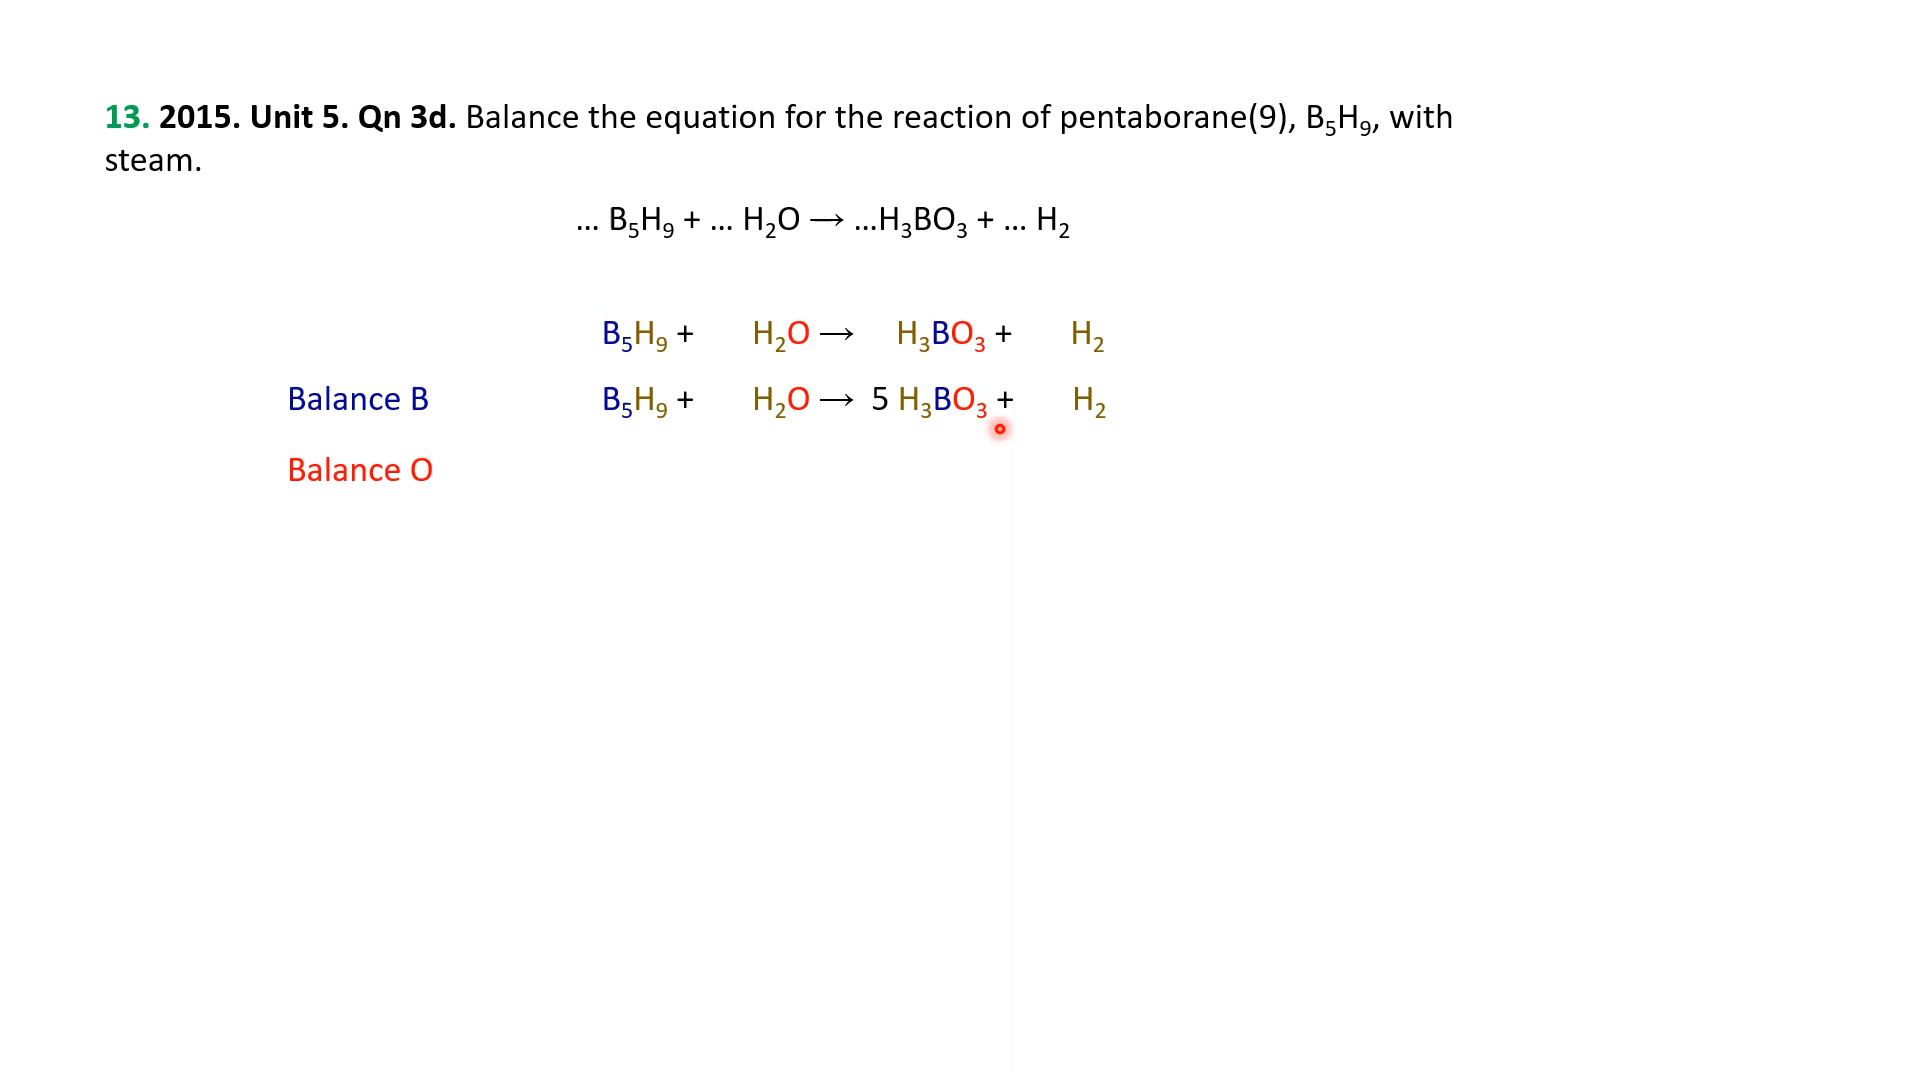 13. 2015. Unit 5. Qn 3d. Balance the equation for the reaction of pentaborane(9), B₅H₉, with
steam.
... B₅H₉ + ... H₂O ⟶ ...H₃BO₃ + ... H₂
B₅H₉ + H₂O ⟶ H₃BO₃ + H₂
Balance B B₅H₉ + H₂O ⟶ 5 H₃BO₃ + H₂
Balance O